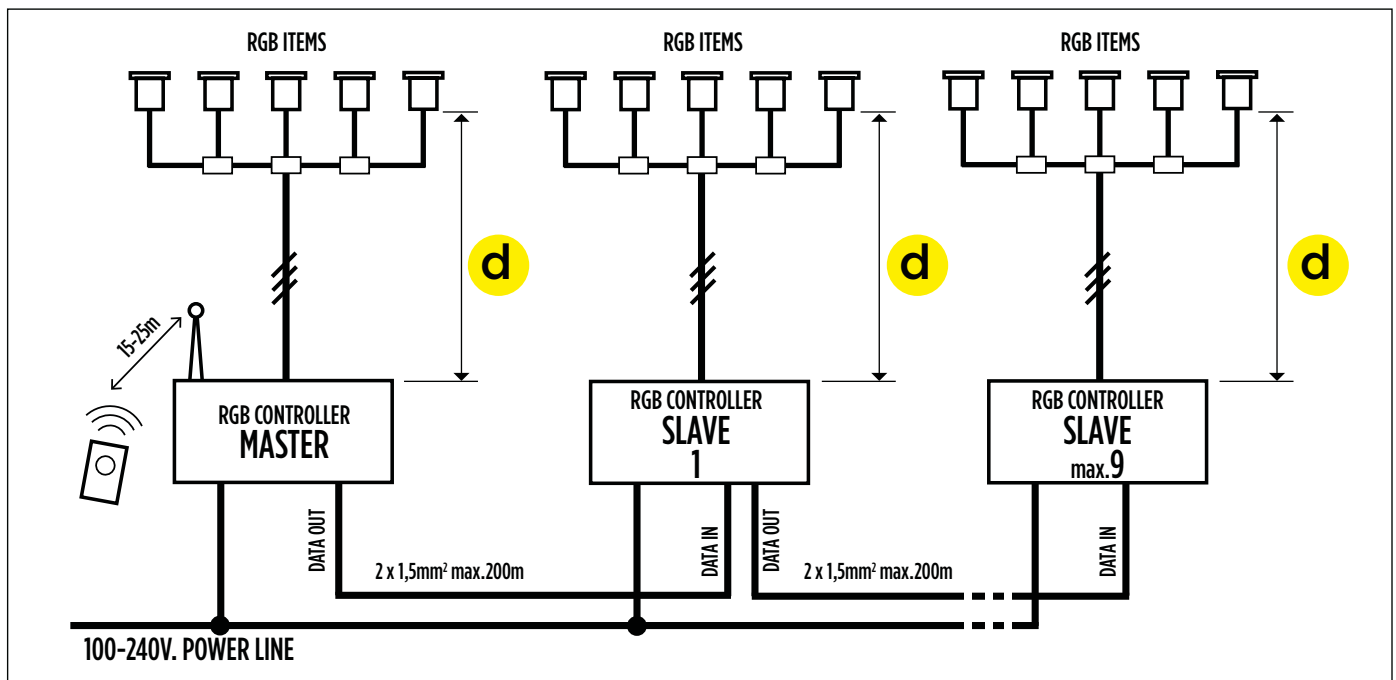 RGB ITEMS
RGB ITEMS
RGB ITEMS
d
d
d
15-25m
RGB CONTROLLER
MASTER
RGB CONTROLLER
SLAVE
1
RGB CONTROLLER
SLAVE
max.9
DATA OUT
DATA IN
DATA OUT
DATA IN
2 x 1,5mm² max.200m
2 x 1,5mm² max.200m
100-240V. POWER LINE